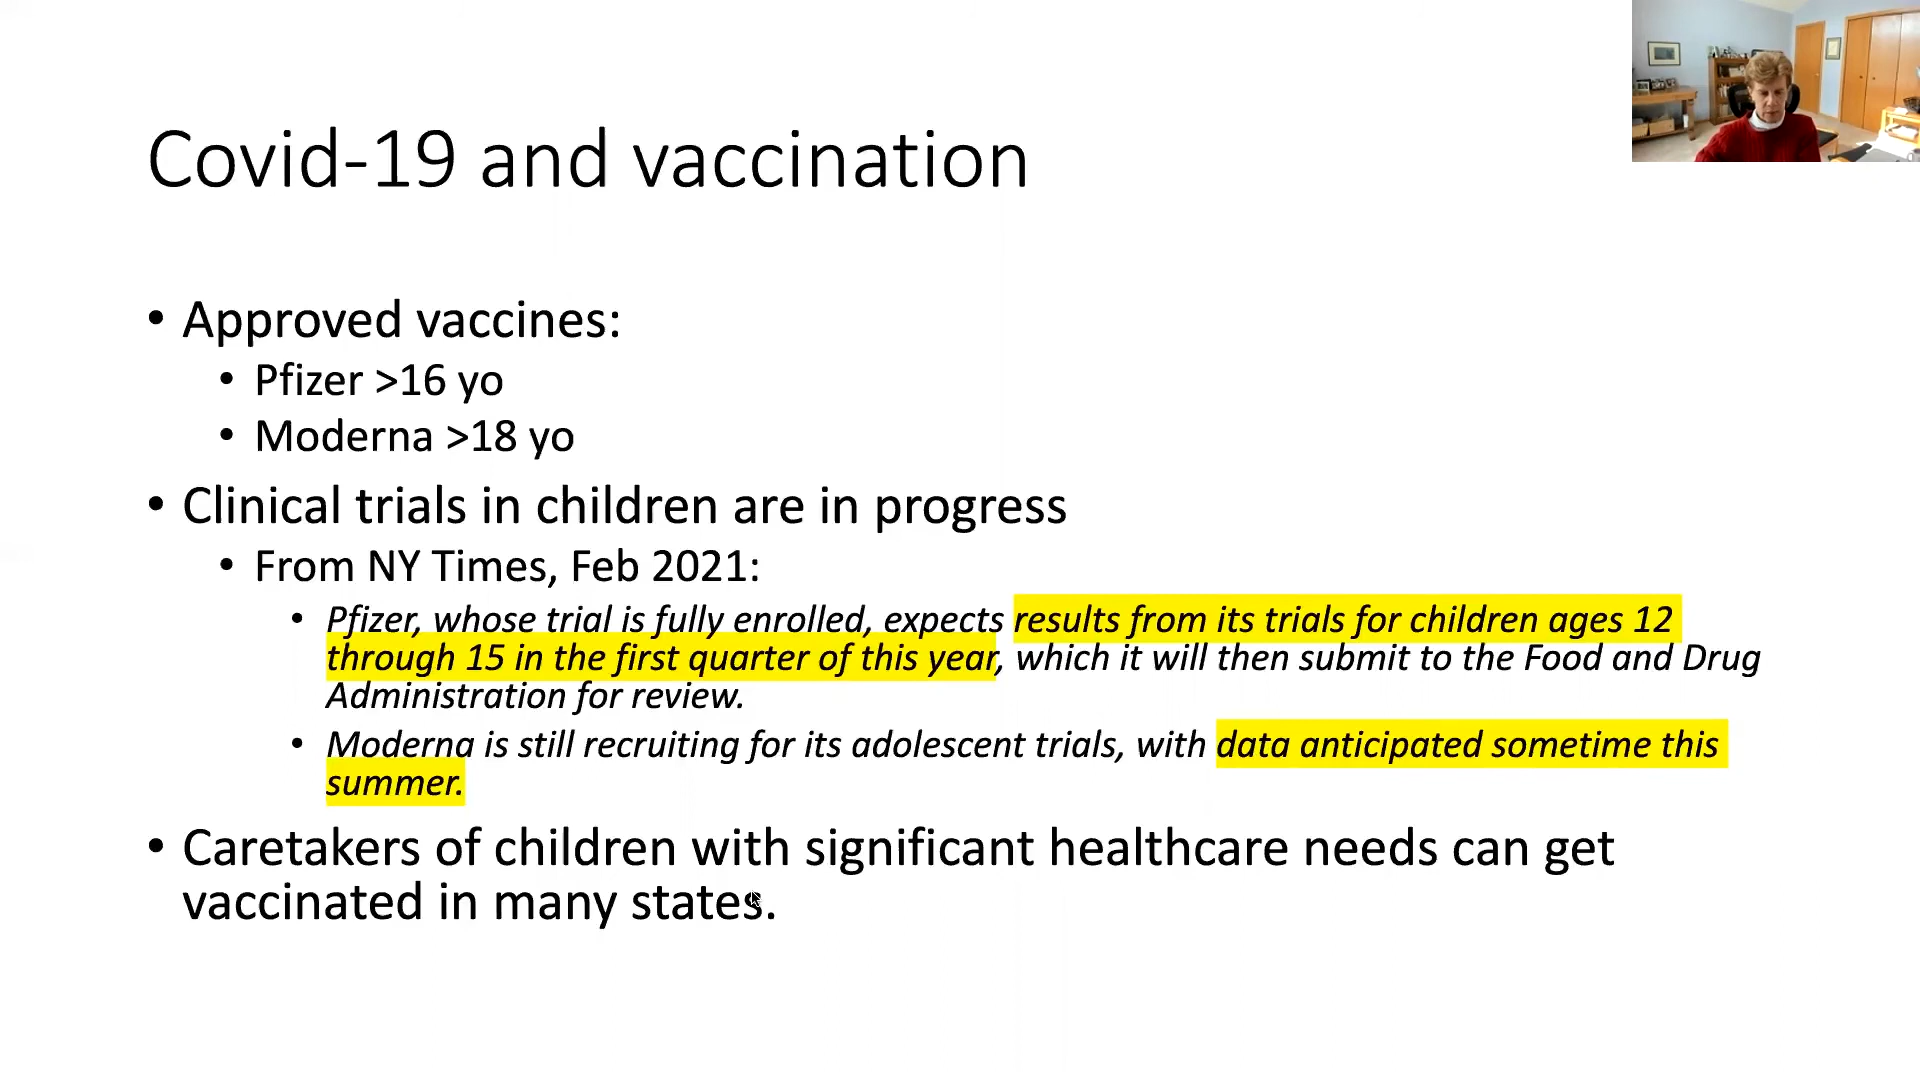 Covid-19 and vaccination
• Approved vaccines:
• Pfizer >16 yo
• Moderna >18 yo
• Clinical trials in children are in progress
• From NY Times, Feb 2021:
• Pfizer, whose trial is fully enrolled, expects results from its trials for children ages 12
through 15 in the first quarter of this year, which it will then submit to the Food and Drug
Administration for review.
• Moderna is still recruiting for its adolescent trials, with data anticipated sometime this
summer.
• Caretakers of children with significant healthcare needs can get
vaccinated in many states.